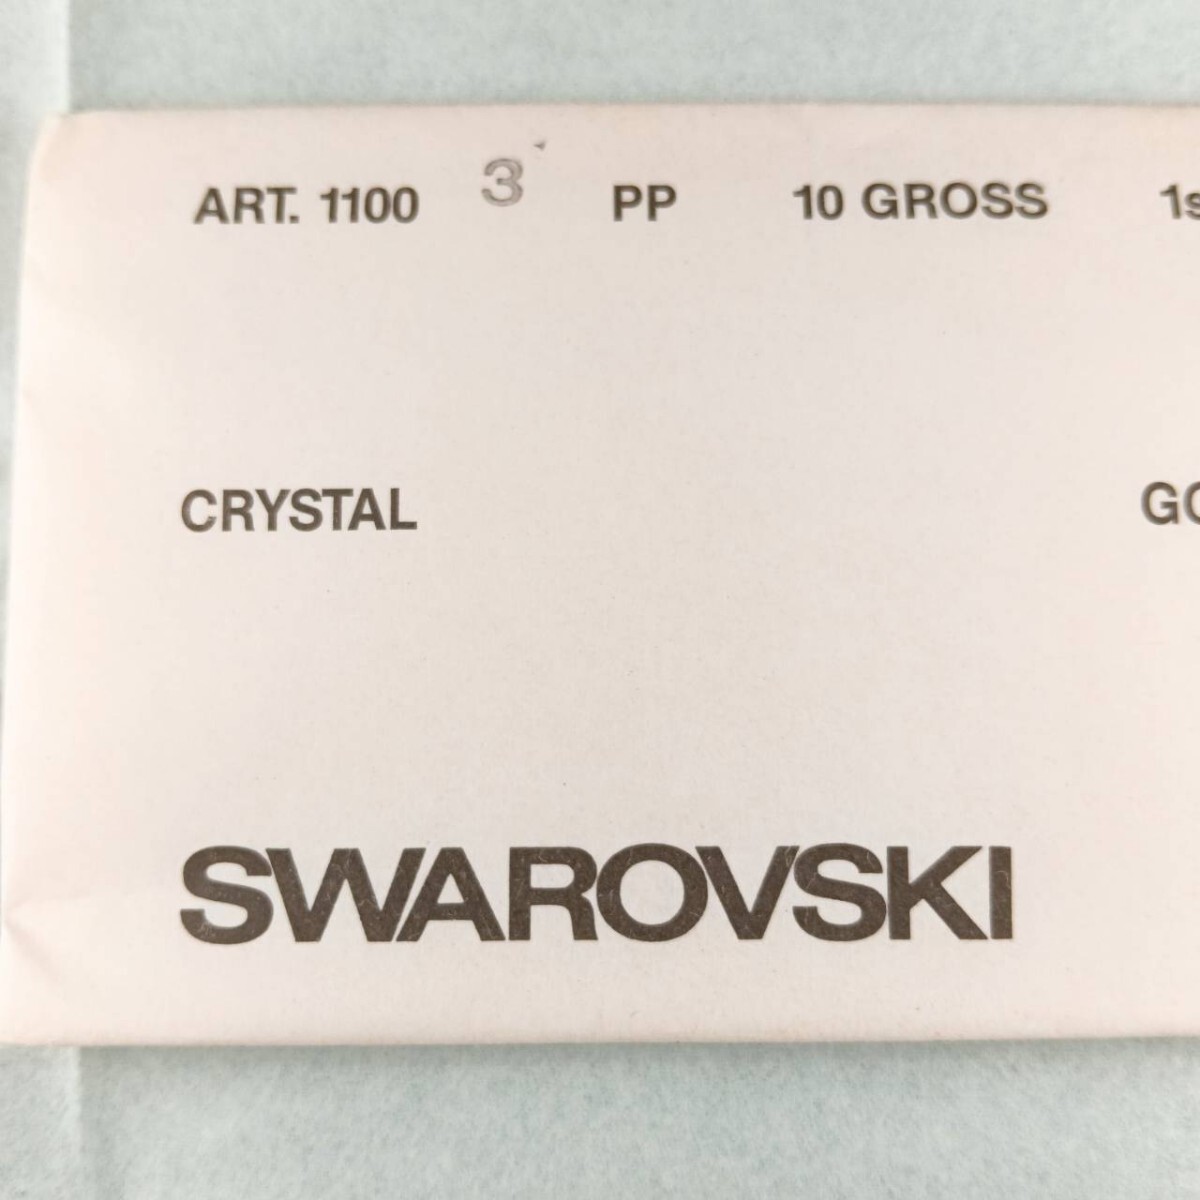 ART. 1100 3 PP 10 GROSS
CRYSTAL
SWAROVSKI